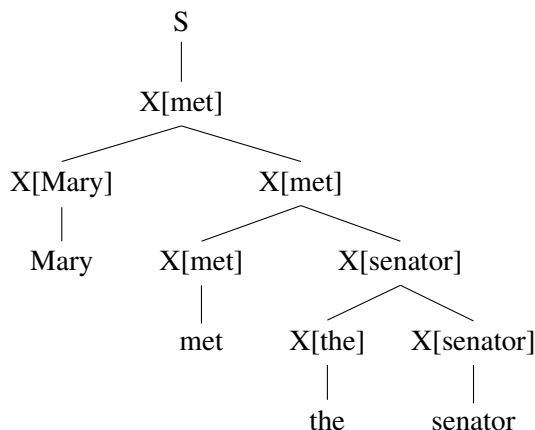 S
X[met]
X[Mary] X[met]
Mary X[met] X[senator]
met X[the] X[senator]
the senator